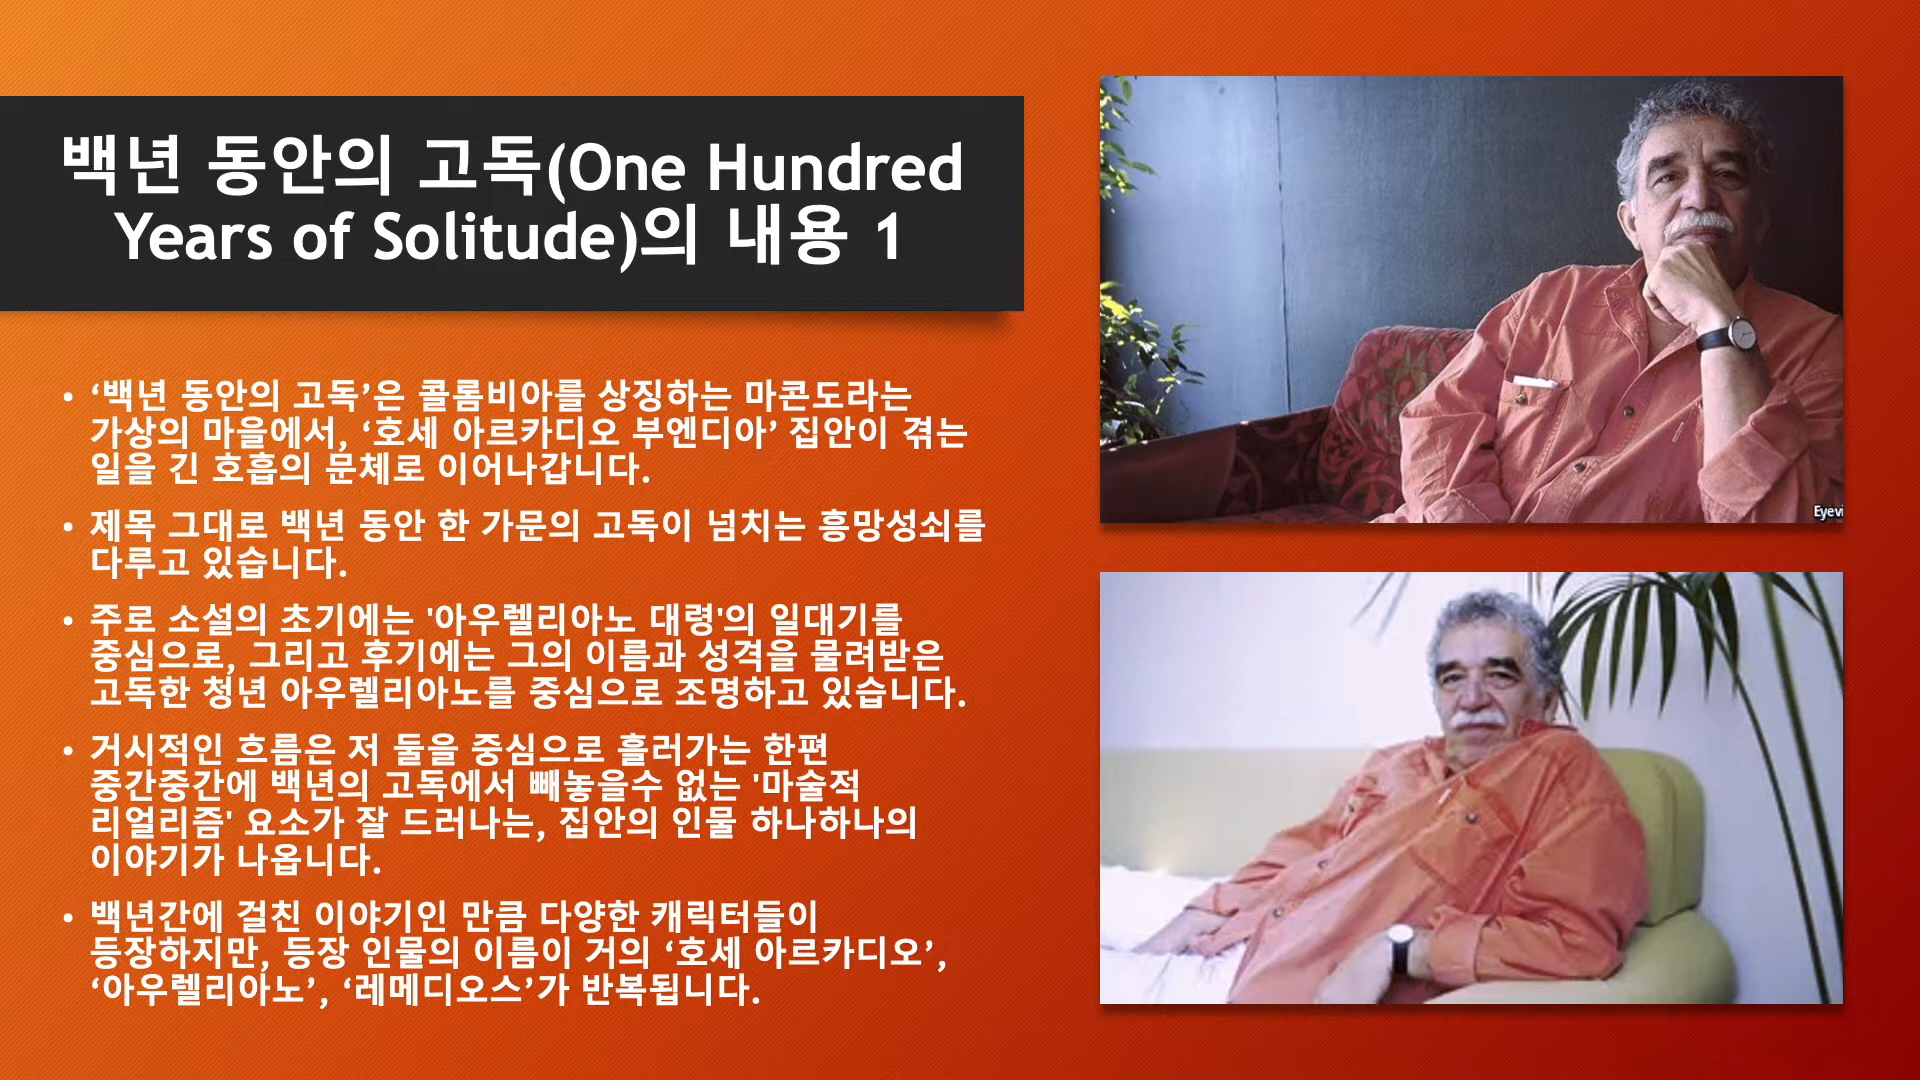 백년 동안의 고독(One Hundred
Years of Solitude)의 내용 1
• ‘백년 동안의 고독’은 콜롬비아를 상징하는 마콘도라는
가상의 마을에서, ‘호세 아르카디오 부엔디아’ 집안이 겪는
일을 긴 호흡의 문체로 이어나갑니다.
• 제목 그대로 백년 동안 한 가문의 고독이 넘치는 흥망성쇠를
다루고 있습니다.
• 주로 소설의 초기에는 '아우렐리아노 대령'의 일대기를
중심으로, 그리고 후기에는 그의 이름과 성격을 물려받은
고독한 청년 아우렐리아노를 중심으로 조명하고 있습니다.
• 거시적인 흐름은 저 둘을 중심으로 흘러가는 한편
중간중간에 백년의 고독에서 빼놓을수 없는 '마술적
리얼리즘' 요소가 잘 드러나는, 집안의 인물 하나하나의
이야기가 나옵니다.
• 백년간에 걸친 이야기인 만큼 다양한 캐릭터들이
등장하지만, 등장 인물의 이름이 거의 ‘호세 아르카디오’,
‘아우렐리아노’, ‘레메디오스’가 반복됩니다.